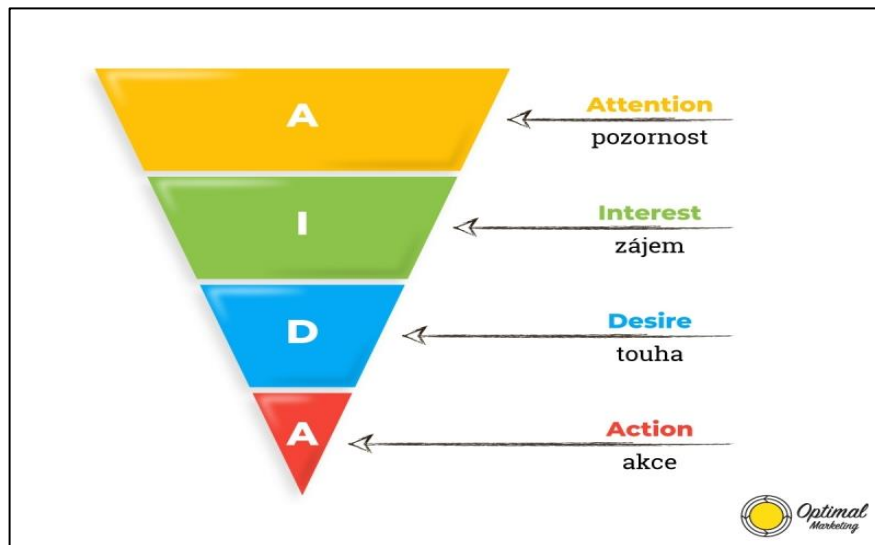 A
Attention
pozornost
I
Interest
zájem
D
Desire
touha
A
Action
akce
Optimal
Marketing